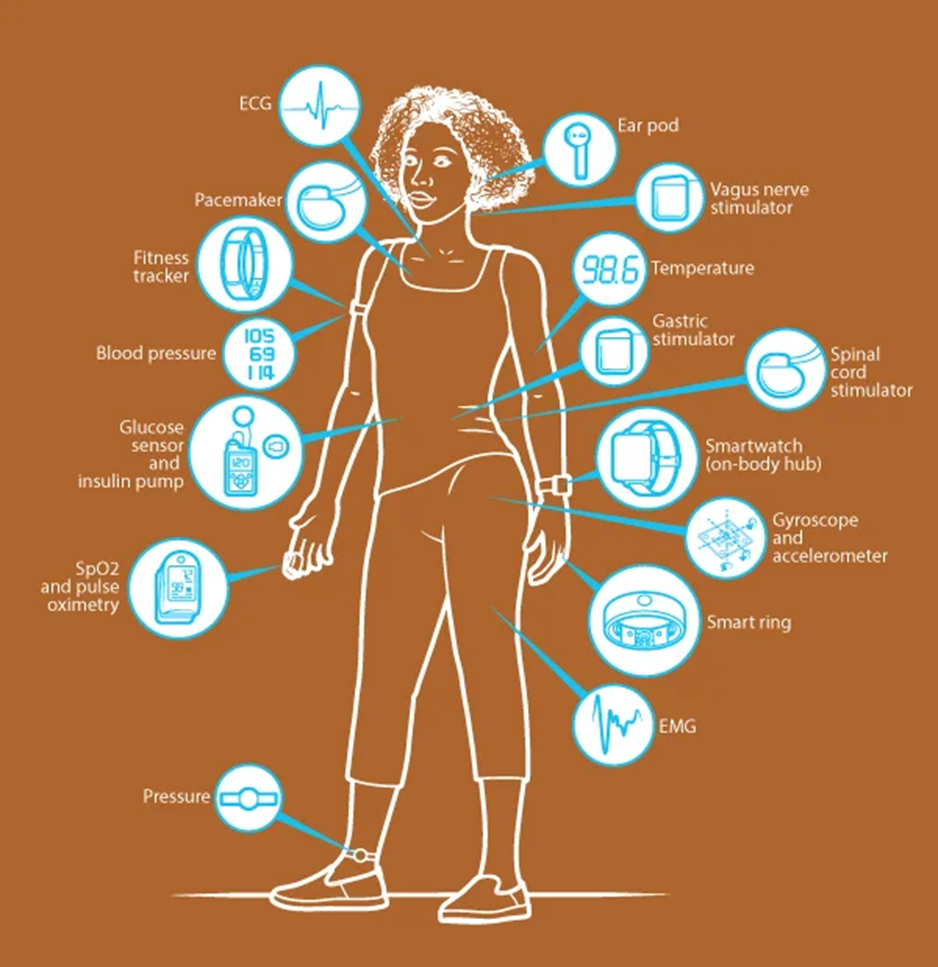 ECG
Ear pod
Pacemaker
Vagus nerve
stimulator
Fitness
tracker
98.6
Temperature
Blood pressure
105
69
114
Gastric
stimulator
Spinal
cord
stimulator
Glucose
sensor
and
insulin pump
120
Smartwatch
(on-body hub)
Gyroscope
and
accelerometer
SpO2
and pulse
oximetry
Smart ring
EMG
Pressure